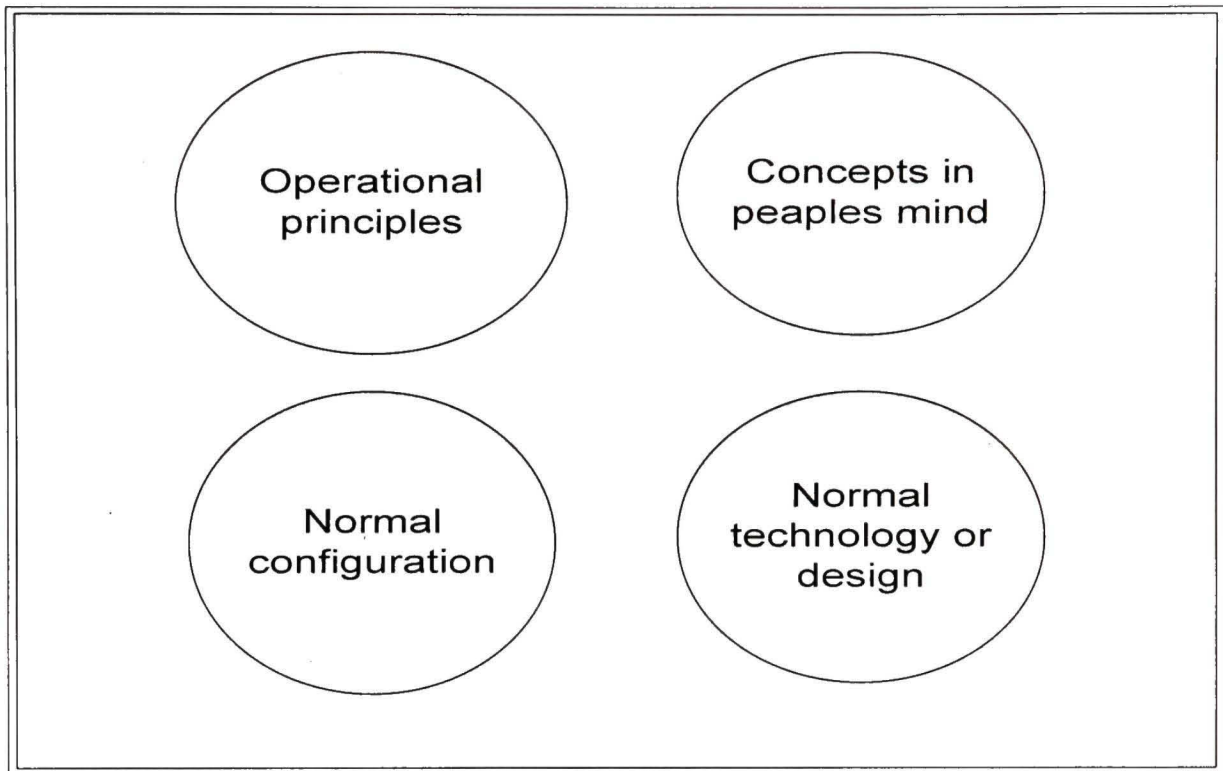 Operational
principles
Concepts in
peaples mind
Normal
configuration
Normal
technology or
design